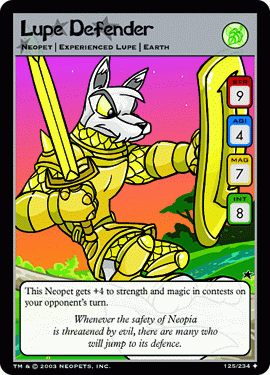 Lupe Defender
Neopet | Experienced Lupe | Earth
STR
9
AGI
4
MAG
7
INT
8
This Neopet gets +4 to strength and magic in contests on
your opponent's turn.
Whenever the safety of Neopia
is threatened by evil, there are many who
will jump to its defence.
TM & © 2003 NEOPETS, INC.
125/234